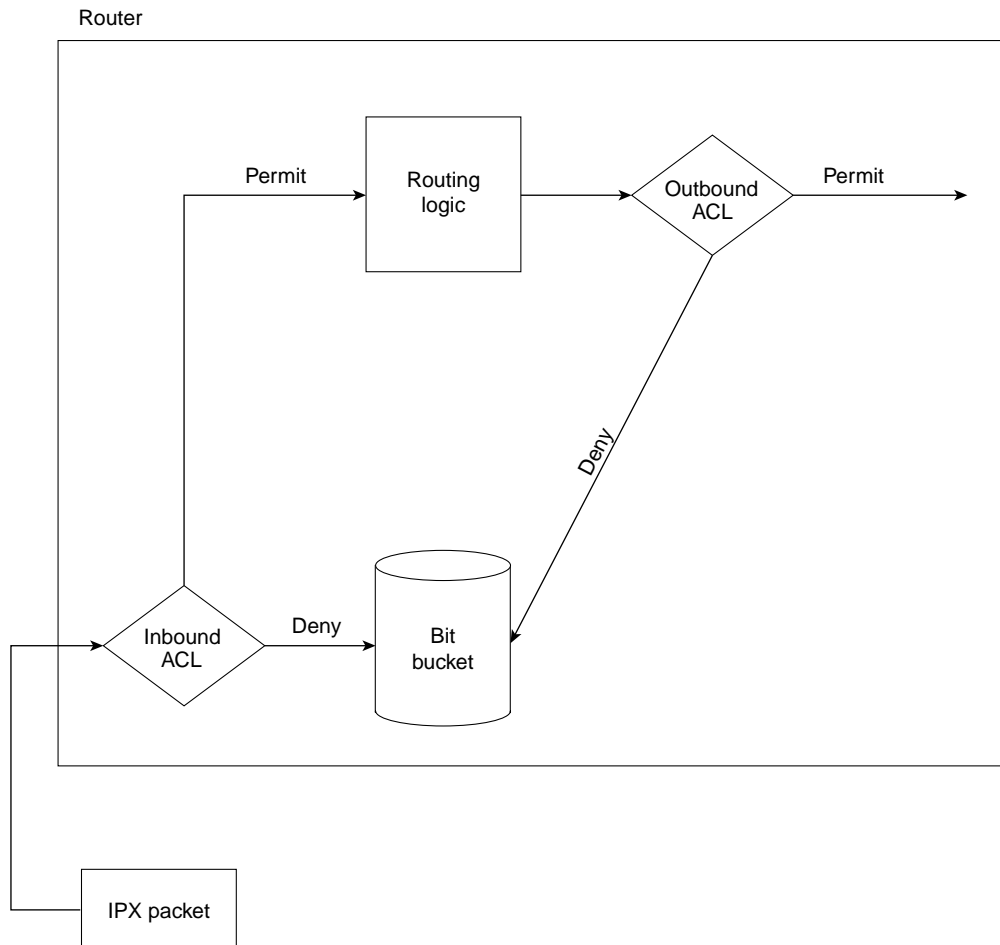 Router
Permit
Routing
logic
Outbound
ACL
Permit
Deny
Inbound
ACL
Deny
Bit
bucket
IPX packet